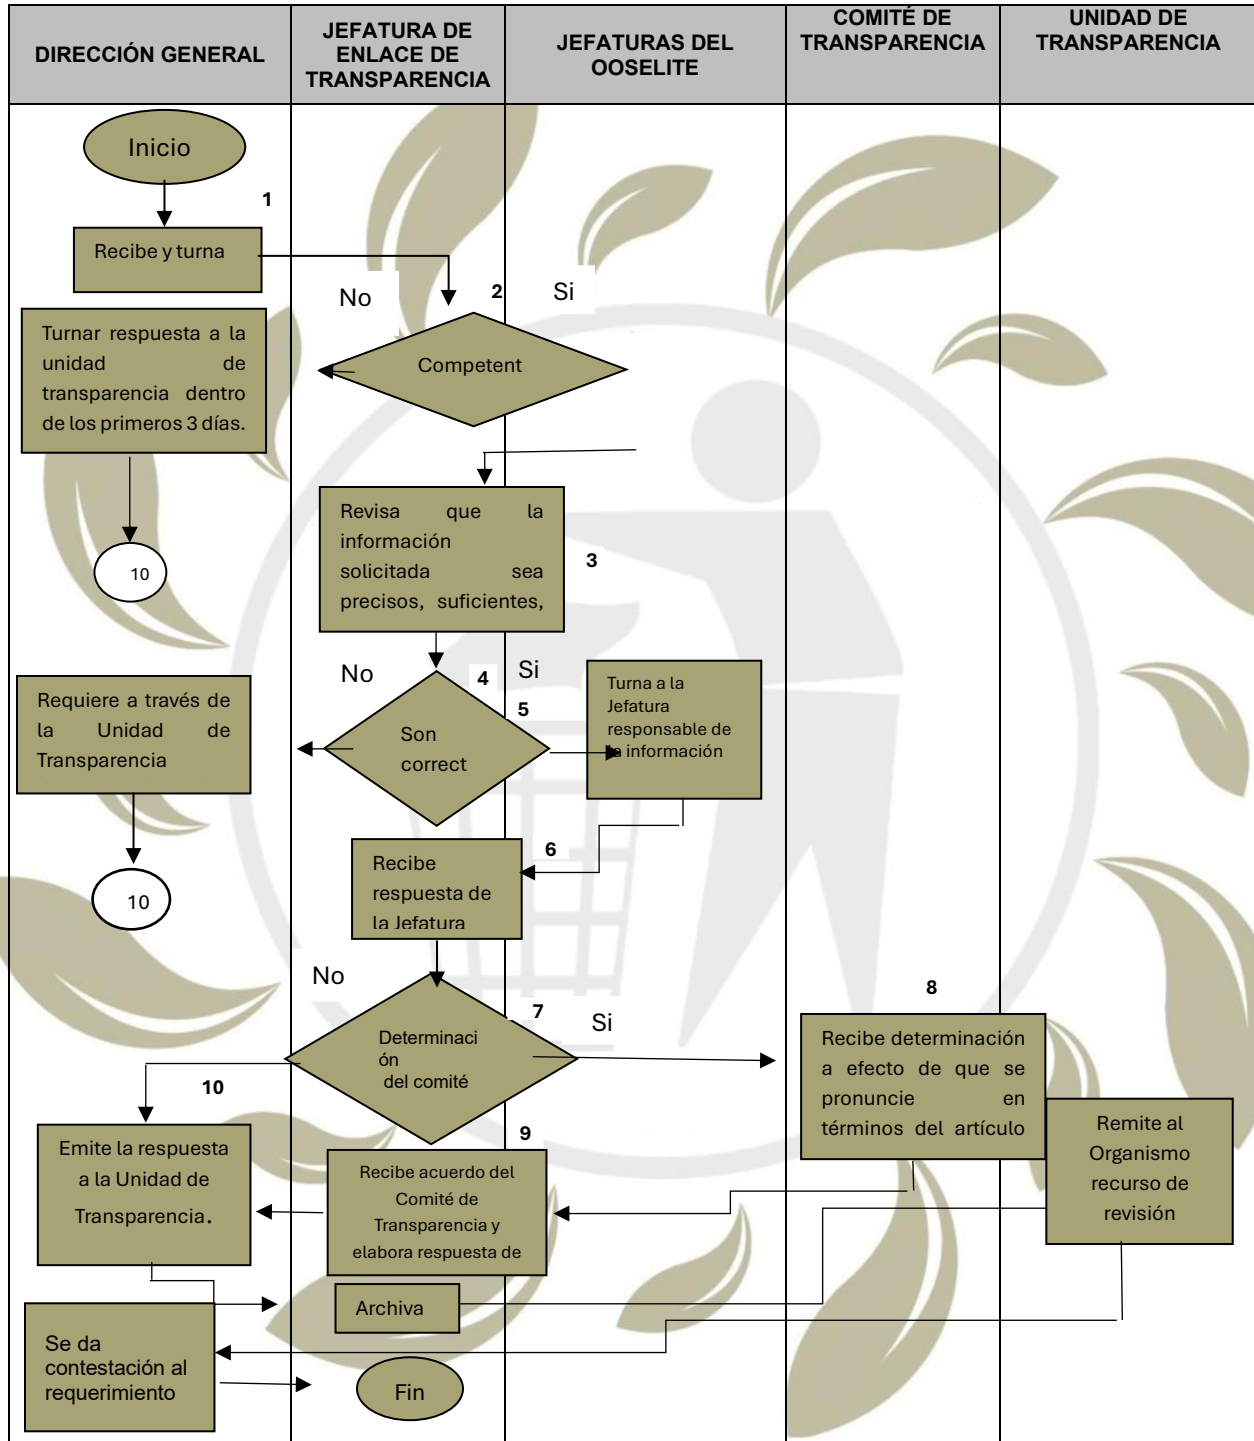 DIRECCIÓN GENERAL
JEFATURA DE
ENLACE DE
TRANSPARENCIA
JEFATURAS DEL
OOSELITE
COMITÉ DE
TRANSPARENCIA
UNIDAD DE
TRANSPARENCIA
Inicio
1
Recibe y turna
No
2
Si
Competent
Turnar respuesta a la
unidad de
transparencia dentro
de los primeros 3 días.
10
Revisa que la
información
solicitada sea
precisos, suficientes,
3
No
4
Si
5
Son
correct
Turna a la
Jefatura
responsable de
la información
Requiere a través de
la Unidad de
Transparencia
10
6
Recibe
respuesta de
la Jefatura
No
7
Si
Determinaci
ón
del comité
8
Recibe determinación
a efecto de que se
pronuncie en
términos del artículo
Remite al
Organismo
recurso de
revisión
10
Emite la respuesta
a la Unidad de
Transparencia.
9
Recibe acuerdo del
Comité de
Transparencia y
elabora respuesta de
Archiva
Se da
contestación al
requerimiento
Fin